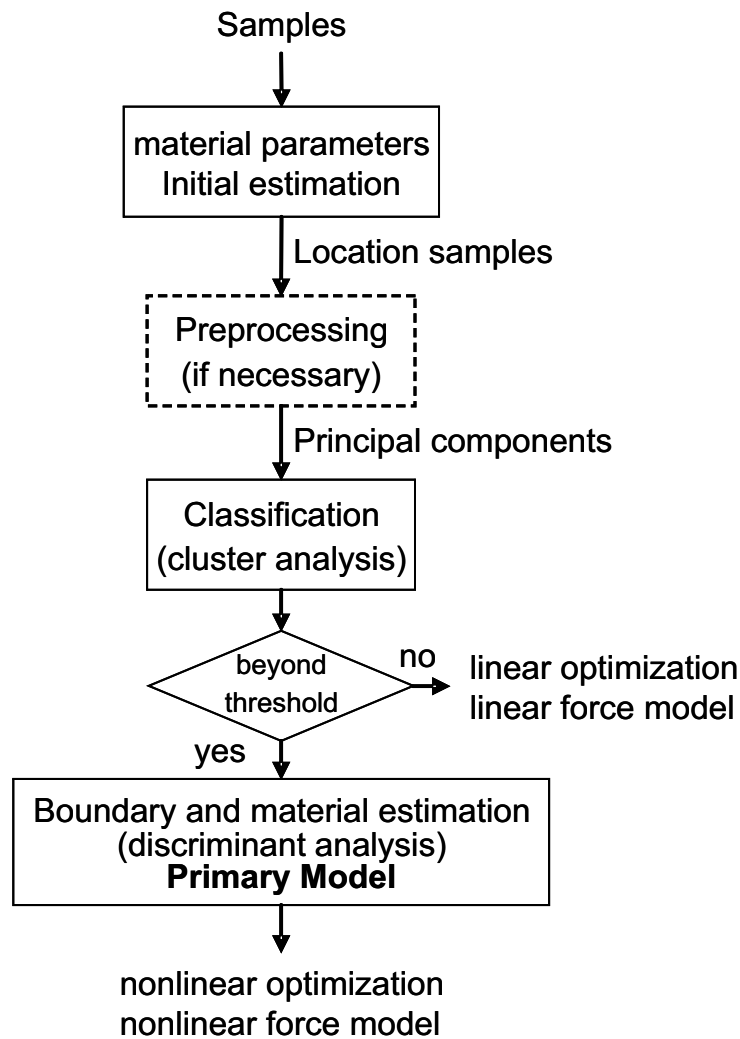 Samples
material parameters
Initial estimation
Location samples
Preprocessing
(if necessary)
Principal components
Classification
(cluster analysis)
beyond
threshold
no
linear optimization
linear force model
yes
Boundary and material estimation
(discriminant analysis)
Primary Model
nonlinear optimization
nonlinear force model